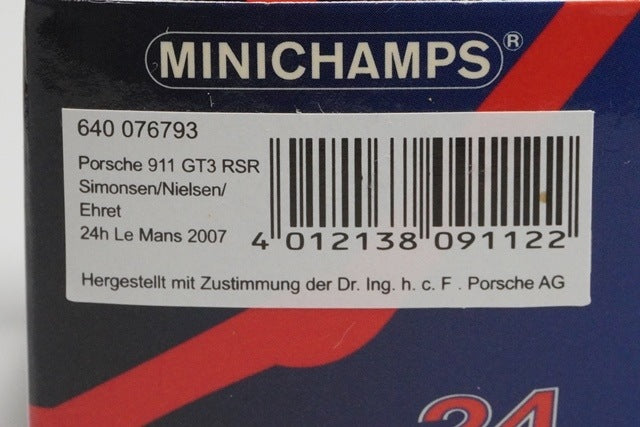 MINICHAMPS®
640 076793
Porsche 911 GT3 RSR
Simonsen/Nielsen/
Ehret
24h Le Mans 2007
4 012138 091122
Hergestellt mit Zustimmung der Dr. Ing. h. c. F . Porsche AG
24